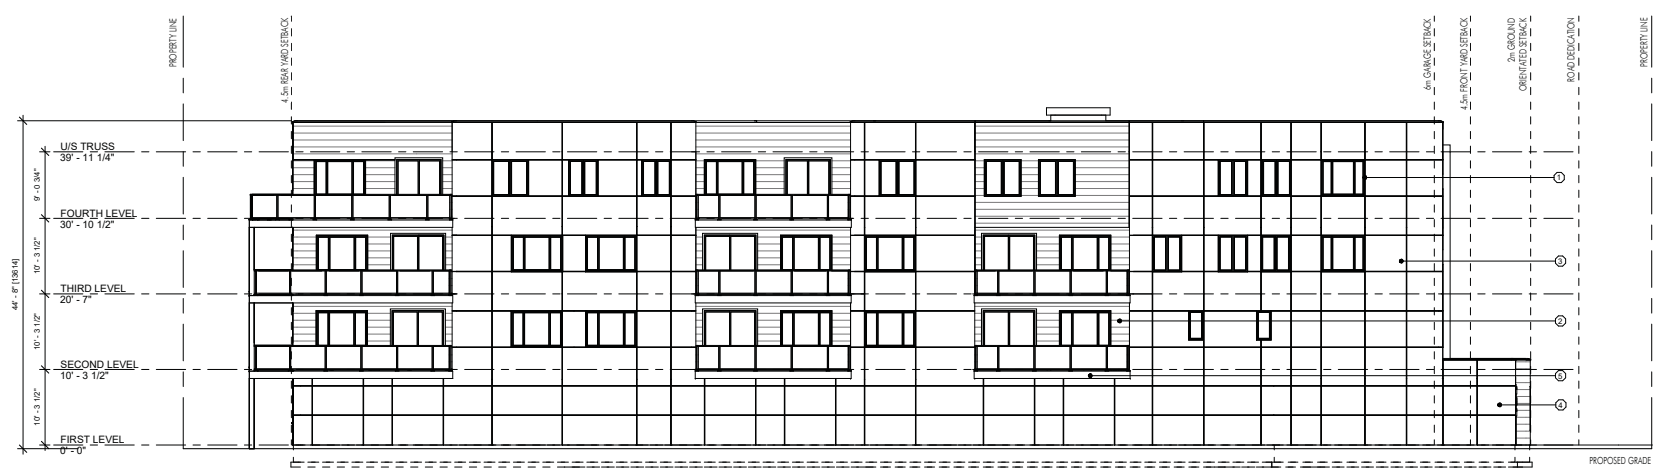 PROPERTY LINE
4.5m REAR YARD SETBACK
6m GARAGE SETBACK
4.5m FRONT YARD SETBACK
2m GROUND
ORIENTATED SETBACK
ROAD DEDICATION
PROPERTY LINE
U/S TRUSS
39' - 11 1/4"
9' - 0 3/4"
1
FOURTH LEVEL
30' - 10 1/2"
10' - 3 1/2"
3
44' - 8" [13614]
THIRD LEVEL
20' - 7"
10' - 3 1/2"
2
SECOND LEVEL
10' - 3 1/2"
5
10' - 3 1/2"
4
FIRST LEVEL
0' - 0"
PROPOSED GRADE